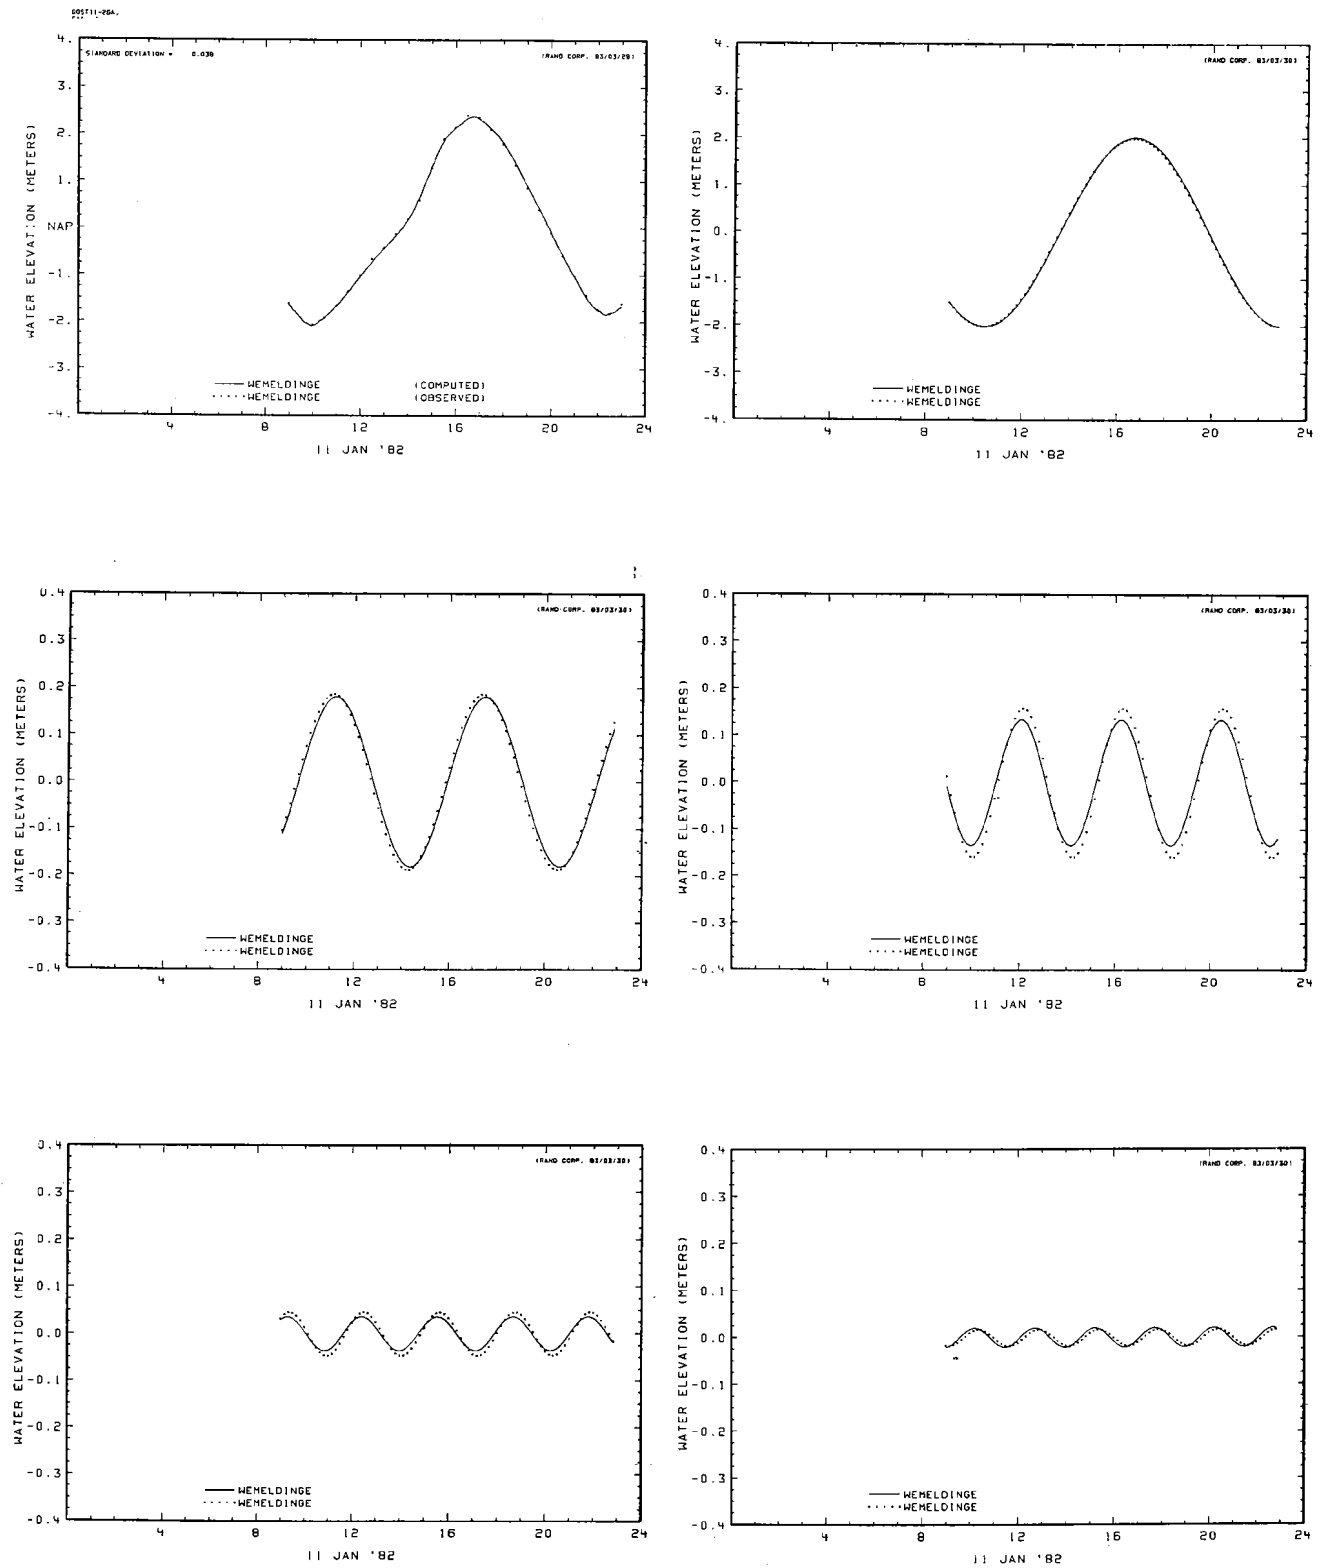 GOST11-2GA.
4.
3.
2.
1.
NAP
-1.
-2.
-3.
-4.
WATER ELEVATION (METERS)
STANDARD DEVIATION = 0.038
(RAND CORP. 83/03/29)
WEMELDINGE (COMPUTED)
WEMELDINGE (OBSERVED)
4 8 12 16 20 24
11 JAN '82
4.
3.
2.
1.
0.
-1.
-2.
-3.
-4.
WATER ELEVATION (METERS)
(RAND CORP. 83/03/30)
WEMELDINGE
WEMELDINGE
4 8 12 16 20 24
11 JAN '82
0.4
0.3
0.2
0.1
0.0
-0.1
-0.2
-0.3
-0.4
WATER ELEVATION (METERS)
(RAND CORP. 83/03/30)
WEMELDINGE
WEMELDINGE
4 8 12 16 20 24
11 JAN '82
0.4
0.3
0.2
0.1
0.0
-0.1
-0.2
-0.3
-0.4
WATER ELEVATION (METERS)
(RAND CORP. 83/03/30)
WEMELDINGE
WEMELDINGE
4 8 12 16 20 24
11 JAN '82
0.4
0.3
0.2
0.1
0.0
-0.1
-0.2
-0.3
-0.4
WATER ELEVATION (METERS)
(RAND CORP. 83/03/30)
WEMELDINGE
WEMELDINGE
4 8 12 16 20 24
11 JAN '82
0.4
0.3
0.2
0.1
0.0
-0.1
-0.2
-0.3
-0.4
WATER ELEVATION (METERS)
(RAND CORP. 83/03/30)
WEMELDINGE
WEMELDINGE
4 8 12 16 20 24
11 JAN '82